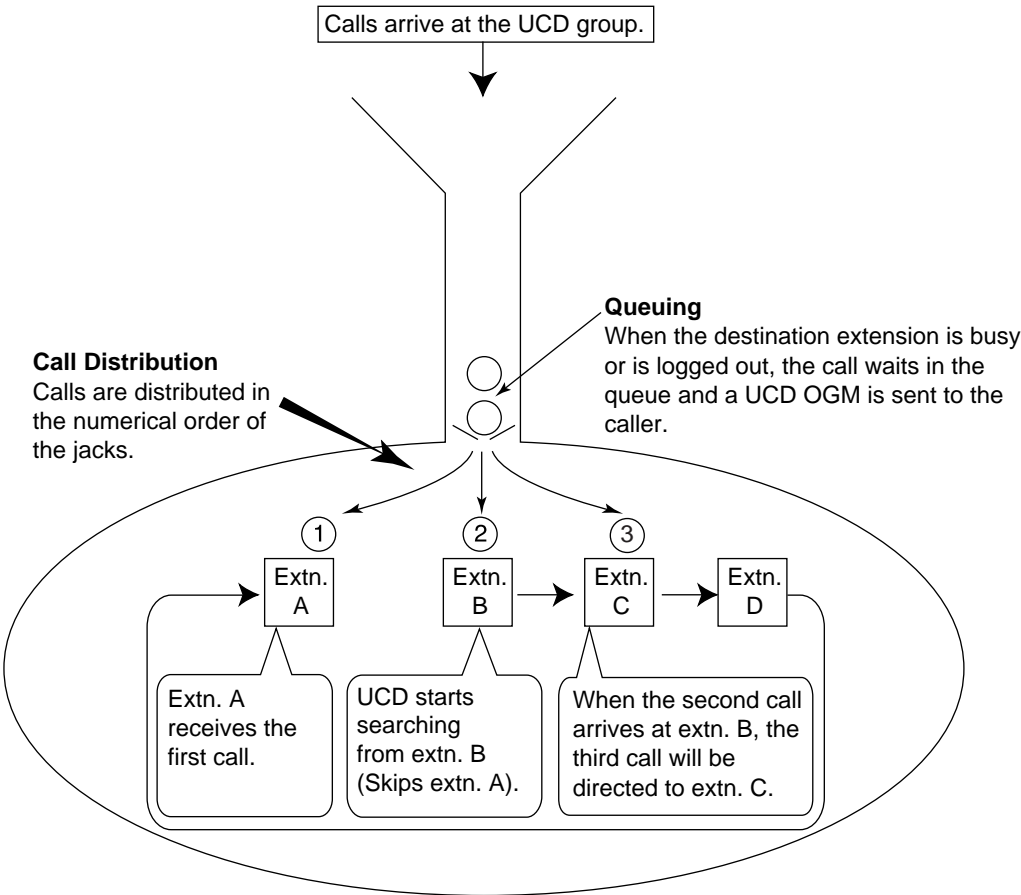 Calls arrive at the UCD group.
Queuing
When the destination extension is busy
or is logged out, the call waits in the
queue and a UCD OGM is sent to the
caller.
Call Distribution
Calls are distributed in
the numerical order of
the jacks.
1
2
3
Extn.
A
Extn.
B
Extn.
C
Extn.
D
Extn. A
receives the
first call.
UCD starts
searching
from extn. B
(Skips extn. A).
When the second call
arrives at extn. B, the
third call will be
directed to extn. C.